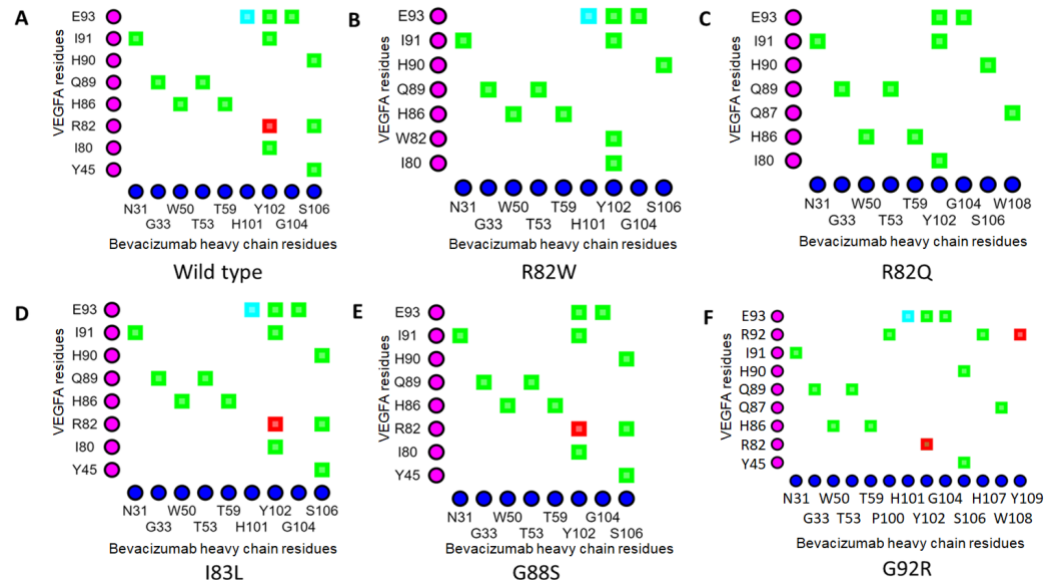 A
VEGFA residues
E93
I91
H90
Q89
H86
R82
I80
Y45
N31 W50 T59 Y102 S106
G33 T53 H101 G104
Bevacizumab heavy chain residues
Wild type
B
VEGFA residues
E93
I91
H90
Q89
H86
W82
I80
N31 W50 T59 Y102 S106
G33 T53 H101 G104
Bevacizumab heavy chain residues
R82W
C
VEGFA residues
E93
I91
H90
Q89
Q87
H86
I80
N31 W50 T59 G104 W108
G33 T53 Y102 S106
Bevacizumab heavy chain residues
R82Q
D
VEGFA residues
E93
I91
H90
Q89
H86
R82
I80
Y45
N31 W50 T59 Y102 S106
G33 T53 H101 G104
Bevacizumab heavy chain residues
I83L
E
VEGFA residues
E93
I91
H90
Q89
H86
R82
I80
Y45
N31 W50 T59 G104
G33 T53 Y102 S106
Bevacizumab heavy chain residues
G88S
F
VEGFA residues
E93
R92
I91
H90
Q89
Q87
H86
R82
Y45
N31 W50 T59 H101 G104 H107 Y109
G33 T53 P100 Y102 S106 W108
Bevacizumab heavy chain residues
G92R